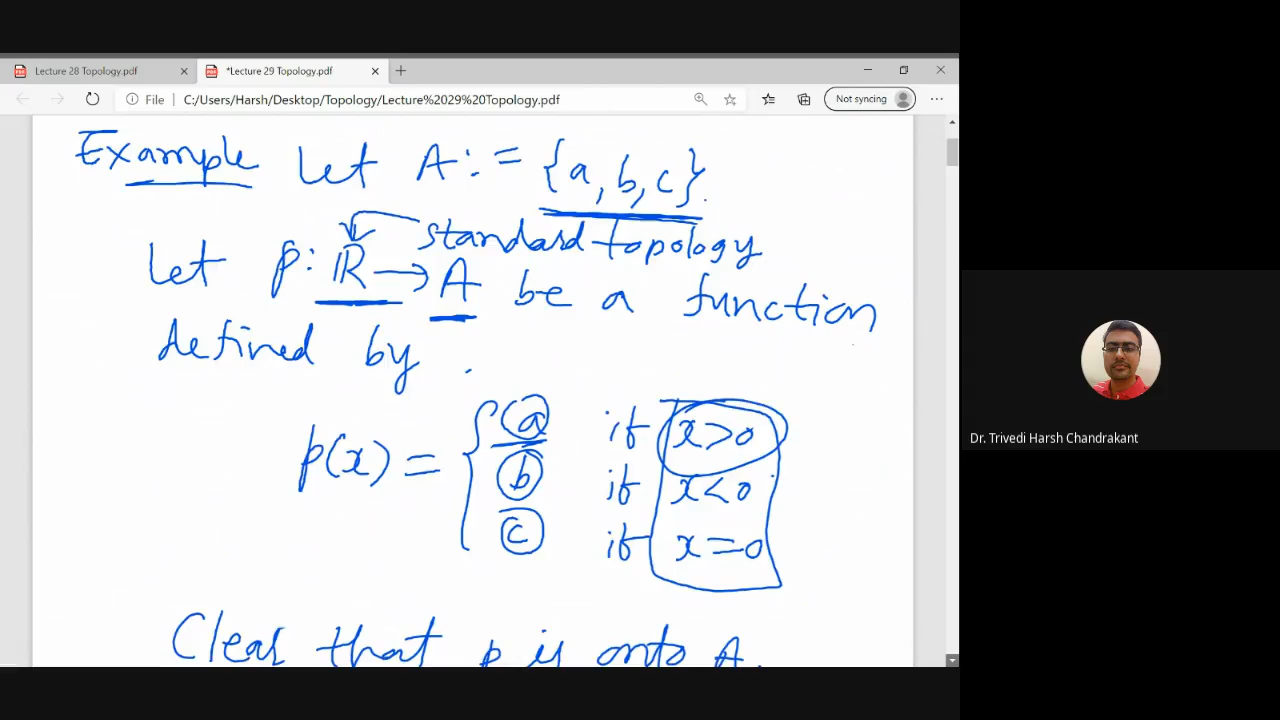 Lecture 28 Topology.pdf
*Lecture 29 Topology.pdf
File
C:/Users/Harsh/Desktop/Topology/Lecture%2029%20Topology.pdf
Not syncing
Example Let A := {a, b, c}.
standard topology
Let p: ℝ → A be a function
defined by.
p(x) = { a if x>0
b if x<0
c if x=0
Clear that p is onto A.
Dr. Trivedi Harsh Chandrakant